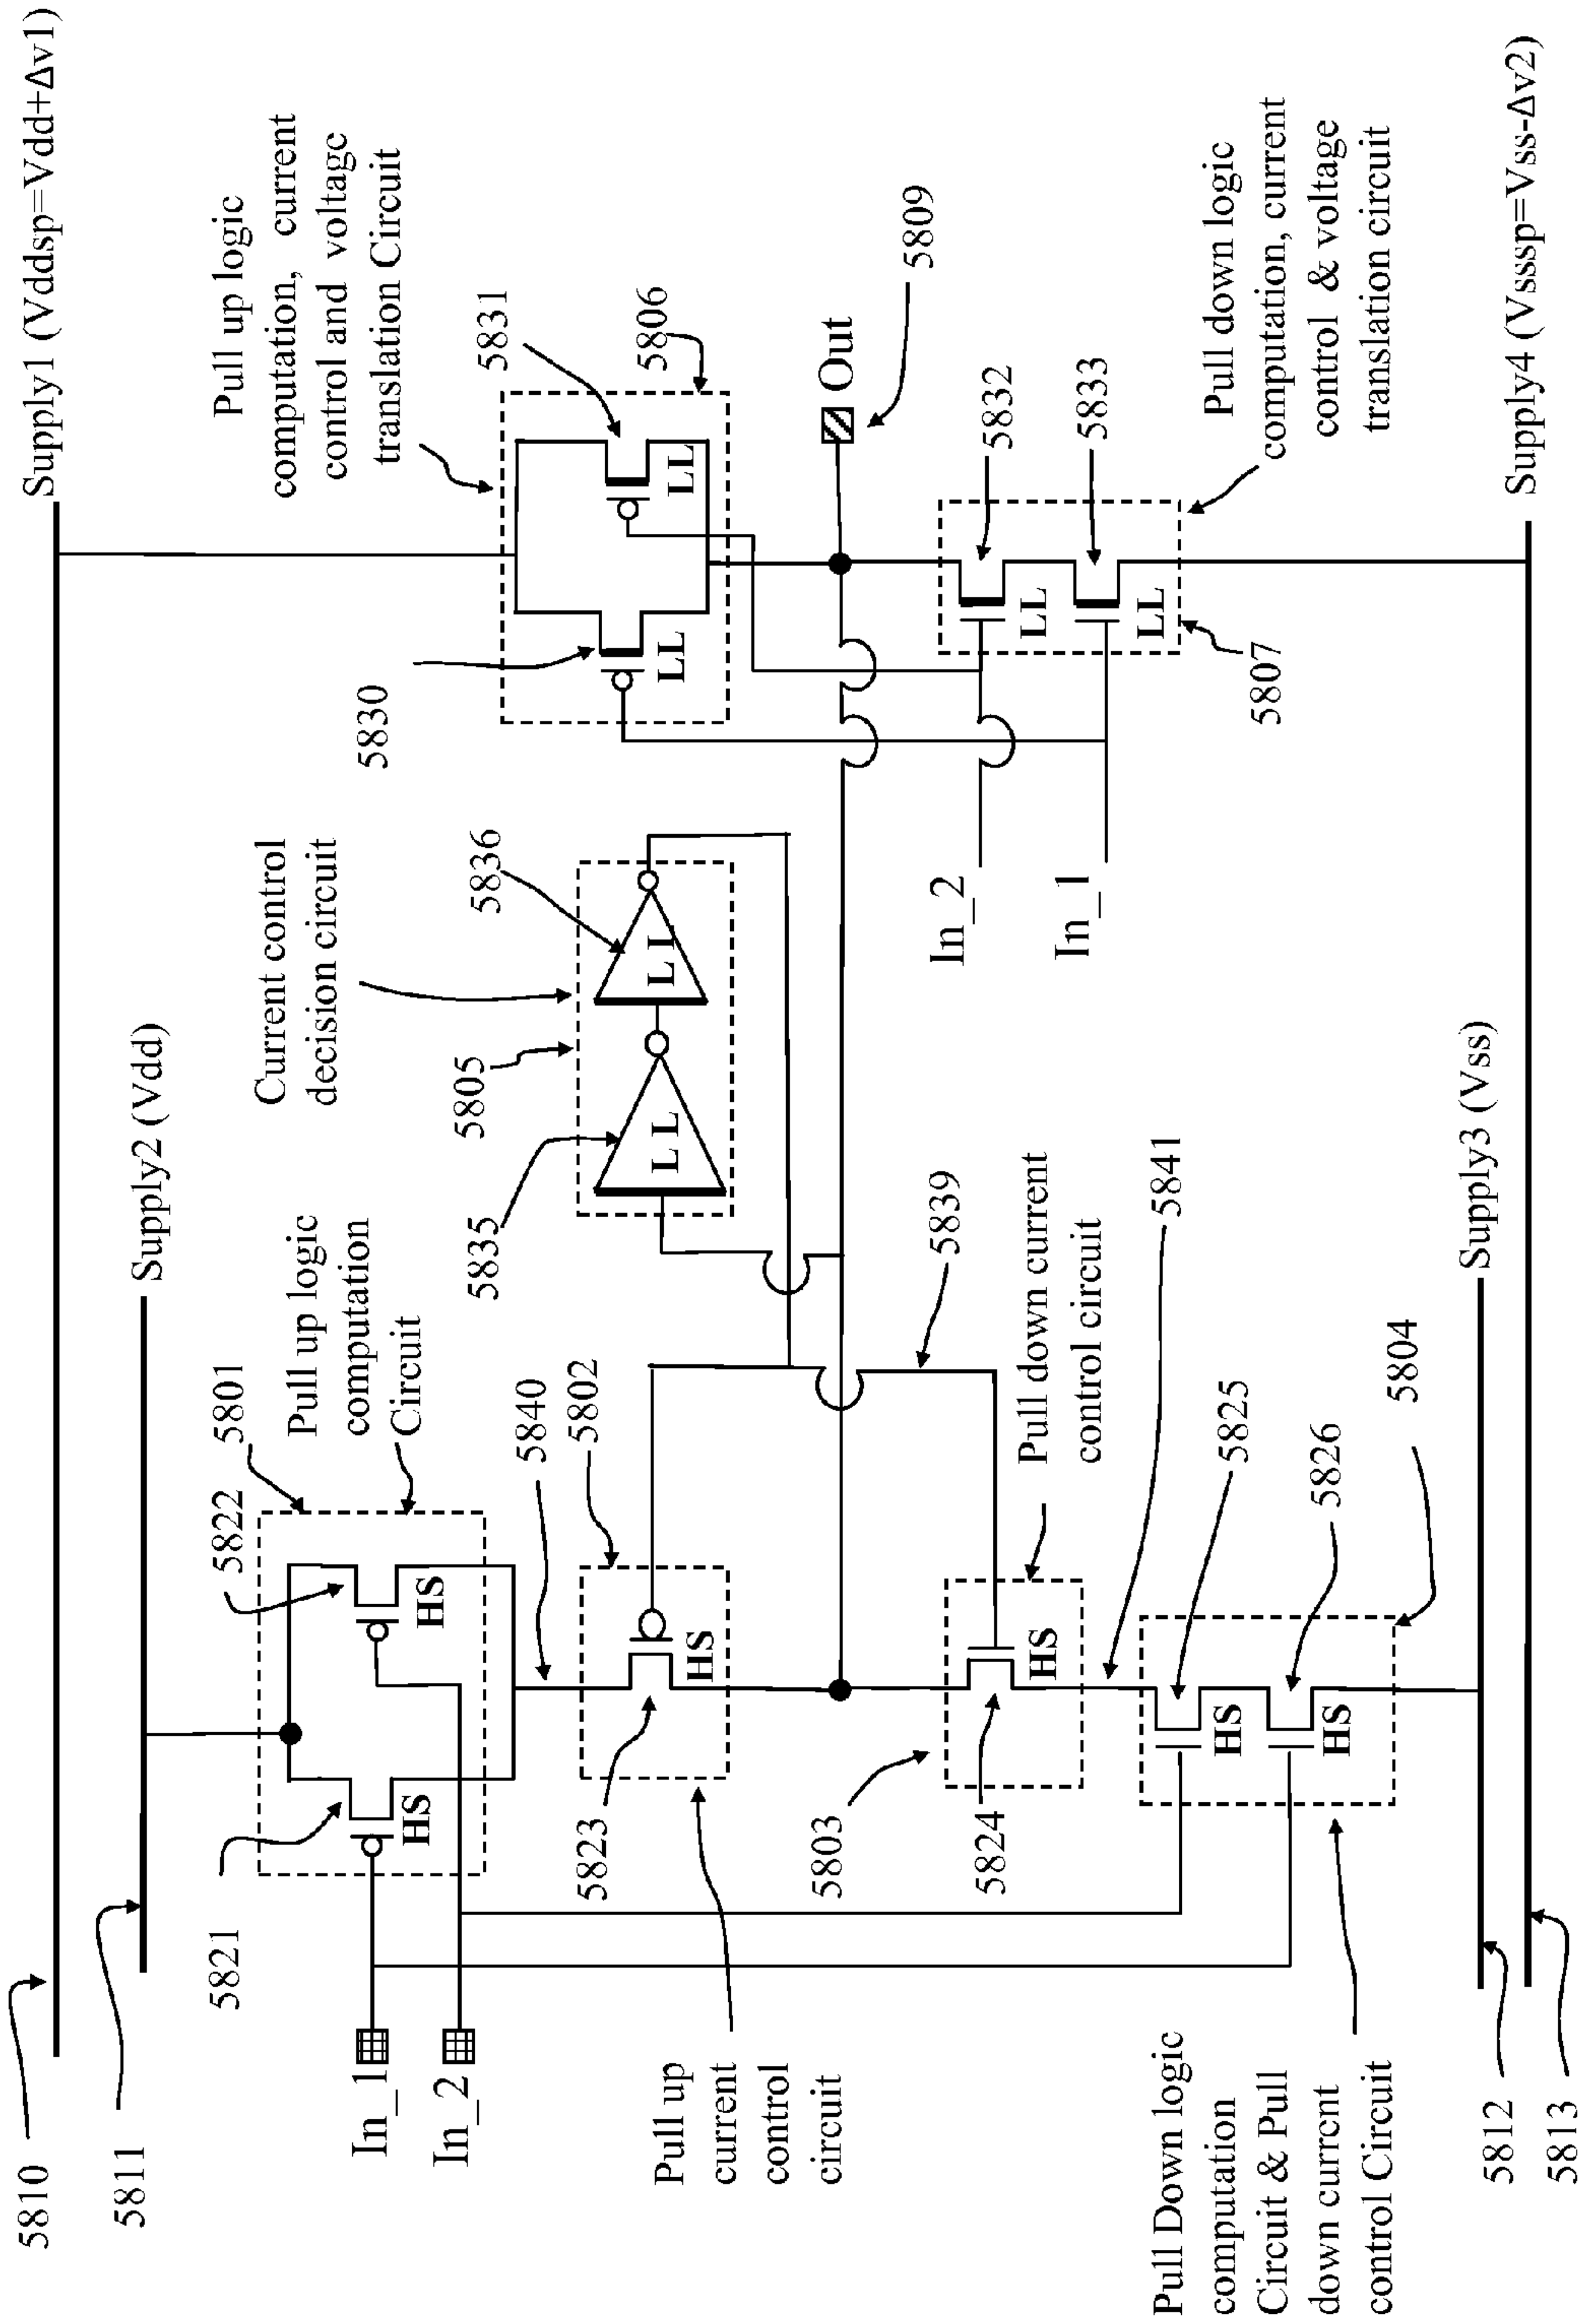 Supply1 (Vddsp=Vdd+Δv1)
5810
Supply2 (Vdd)
5811
Pull up logic
computation
Circuit
5801
5822
5821
In_1
In_2
HS
HS
5840
5802
5823
HS
Pull up
current
control
circuit
Current control
decision circuit
5805
5835
5836
LL
LL
Pull up logic
computation, current
control and voltage
translation Circuit
5831
5806
5830
LL
LL
Out
5809
5839
Pull down current
control circuit
5803
5824
HS
5841
5825
5826
5804
HS
HS
Pull Down logic
computation
Circuit & Pull
down current
control Circuit
In_2
In_1
5832
5833
LL
LL
5807
Pull down logic
computation, current
control & voltage
translation circuit
Supply3 (Vss)
5812
Supply4 (Vsssp=Vss-Δv2)
5813